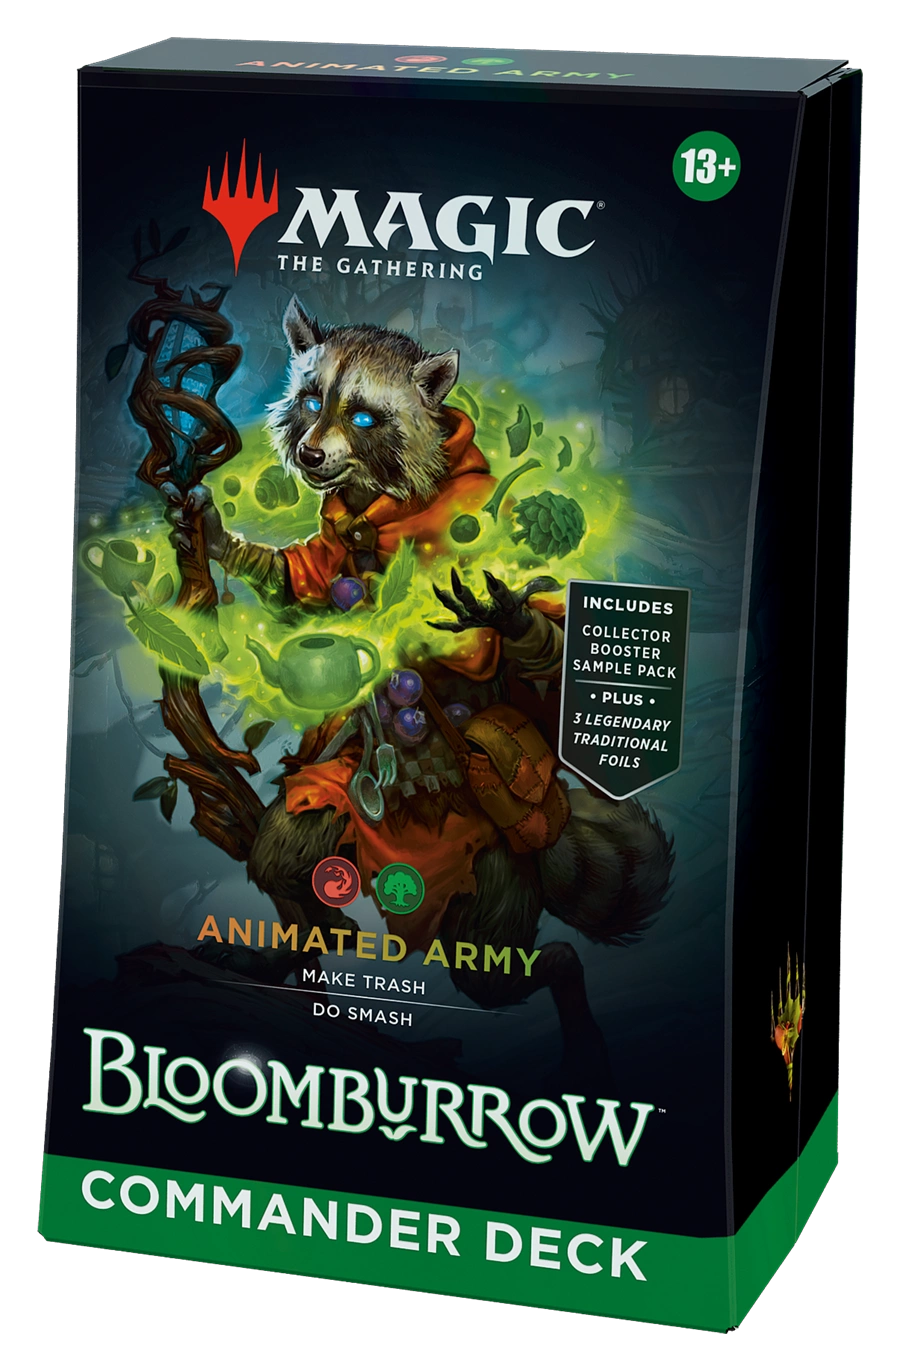 ANIMATED ARMY
13+
MAGIC®
THE GATHERING
INCLUDES
COLLECTOR
BOOSTER
SAMPLE PACK
• PLUS •
3 LEGENDARY
TRADITIONAL
FOILS
ANIMATED ARMY
MAKE TRASH
DO SMASH
BLOOMBURROW™
COMMANDER DECK